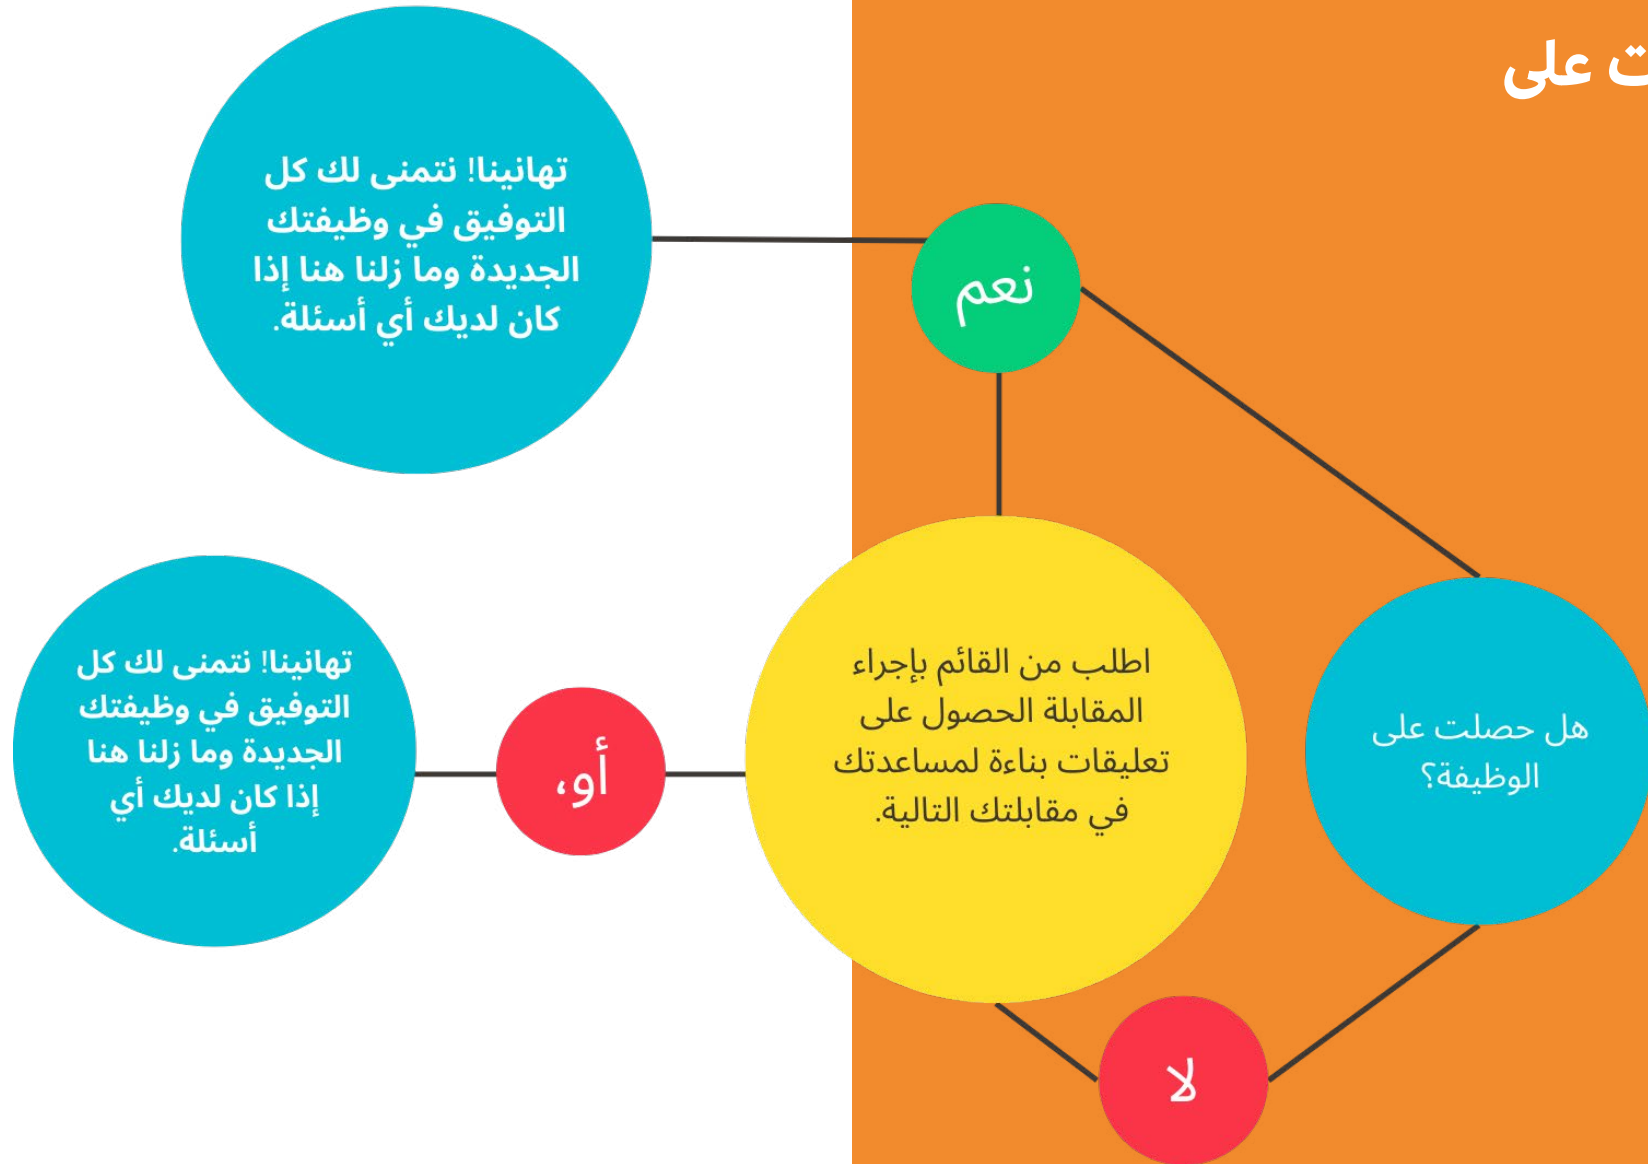 على
تهانينا! نتمنى لك كل
التوفيق في وظيفتك
الجديدة وما زلنا هنا إذا
كان لديك أي أسئلة.
نعم
هل حصلت على
الوظيفة؟
اطلب من القائم بإجراء
المقابلة الحصول على
تعليقات بناءة لمساعدتك
في مقابلتك التالية.
أو،
تهانينا! نتمنى لك كل
التوفيق في وظيفتك
الجديدة وما زلنا هنا
إذا كان لديك أي
أسئلة.
لا